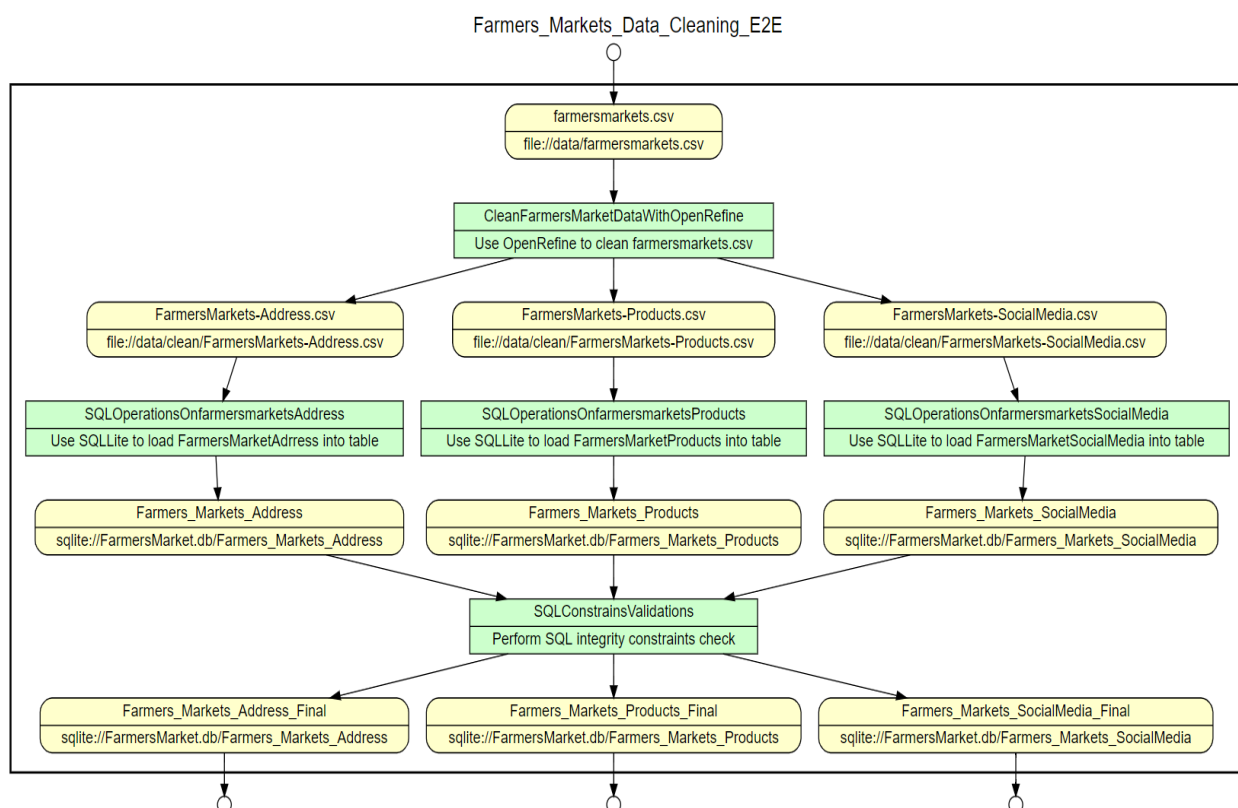 Farmers_Markets_Data_Cleaning_E2E
farmersmarkets.csv
file://data/farmersmarkets.csv
CleanFarmersMarketDataWithOpenRefine
Use OpenRefine to clean farmersmarkets.csv
FarmersMarkets-Address.csv
file://data/clean/FarmersMarkets-Address.csv
FarmersMarkets-Products.csv
file://data/clean/FarmersMarkets-Products.csv
FarmersMarkets-SocialMedia.csv
file://data/clean/FarmersMarkets-SocialMedia.csv
SQLOperationsOnfarmersmarketsAddress
Use SQLLite to load FarmersMarketAdrress into table
SQLOperationsOnfarmersmarketsProducts
Use SQLLite to load FarmersMarketProducts into table
SQLOperationsOnfarmersmarketsSocialMedia
Use SQLLite to load FarmersMarketSocialMedia into table
Farmers_Markets_Address
sqlite://FarmersMarket.db/Farmers_Markets_Address
Farmers_Markets_Products
sqlite://FarmersMarket.db/Farmers_Markets_Products
Farmers_Markets_SocialMedia
sqlite://FarmersMarket.db/Farmers_Markets_SocialMedia
SQLConstrainsValidations
Perform SQL integrity constraints check
Farmers_Markets_Address_Final
sqlite://FarmersMarket.db/Farmers_Markets_Address
Farmers_Markets_Products_Final
sqlite://FarmersMarket.db/Farmers_Markets_Products
Farmers_Markets_SocialMedia_Final
sqlite://FarmersMarket.db/Farmers_Markets_SocialMedia